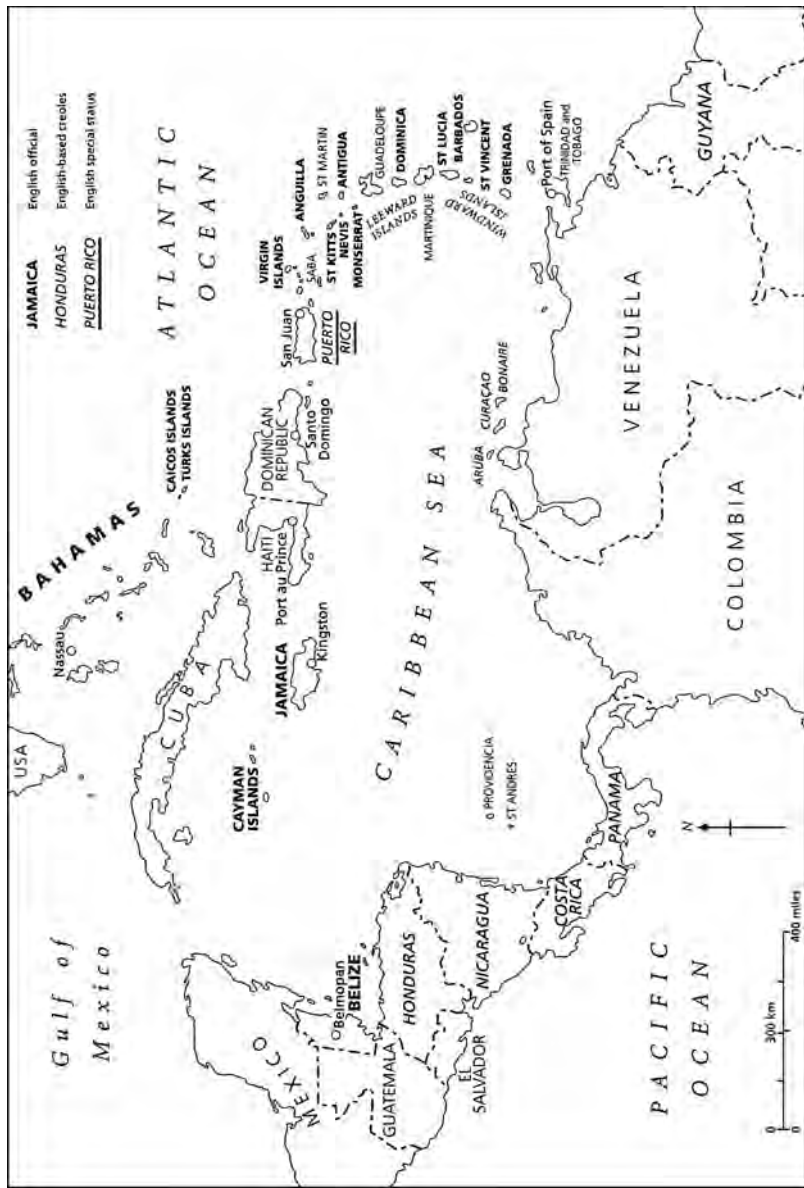 JAMAICA English official
HONDURAS English-based creoles
PUERTO RICO English special status
Gulf of
Mexico
USA
Nassau
BAHAMAS
ATLANTIC
OCEAN
CAICOS ISLANDS
TURKS ISLANDS
CUBA
MEXICO
CAYMAN
ISLANDS
JAMAICA
Kingston
HAITI
Port au Prince
DOMINICAN
REPUBLIC
Santo
Domingo
San Juan
PUERTO
RICO
VIRGIN
ISLANDS
ANGUILLA
SABA
ST MARTIN
ST KITTS
NEVIS
MONSERRAT
ANTIGUA
GUADELOUPE
LEEWARD
ISLANDS
DOMINICA
MARTINIQUE
ST LUCIA
BARBADOS
ST VINCENT
WINDWARD
ISLANDS
GRENADA
Belmopan
BELIZE
GUATEMALA
HONDURAS
EL
SALVADOR
NICARAGUA
CARIBBEAN SEA
PROVIDENCIA
ST ANDRES
ARUBA
CURAÇAO
BONAIRE
Port of Spain
TRINIDAD and
TOBAGO
COSTA
RICA
PANAMA
VENEZUELA
GUYANA
COLOMBIA
PACIFIC
OCEAN
N
0 300 km
0 400 miles